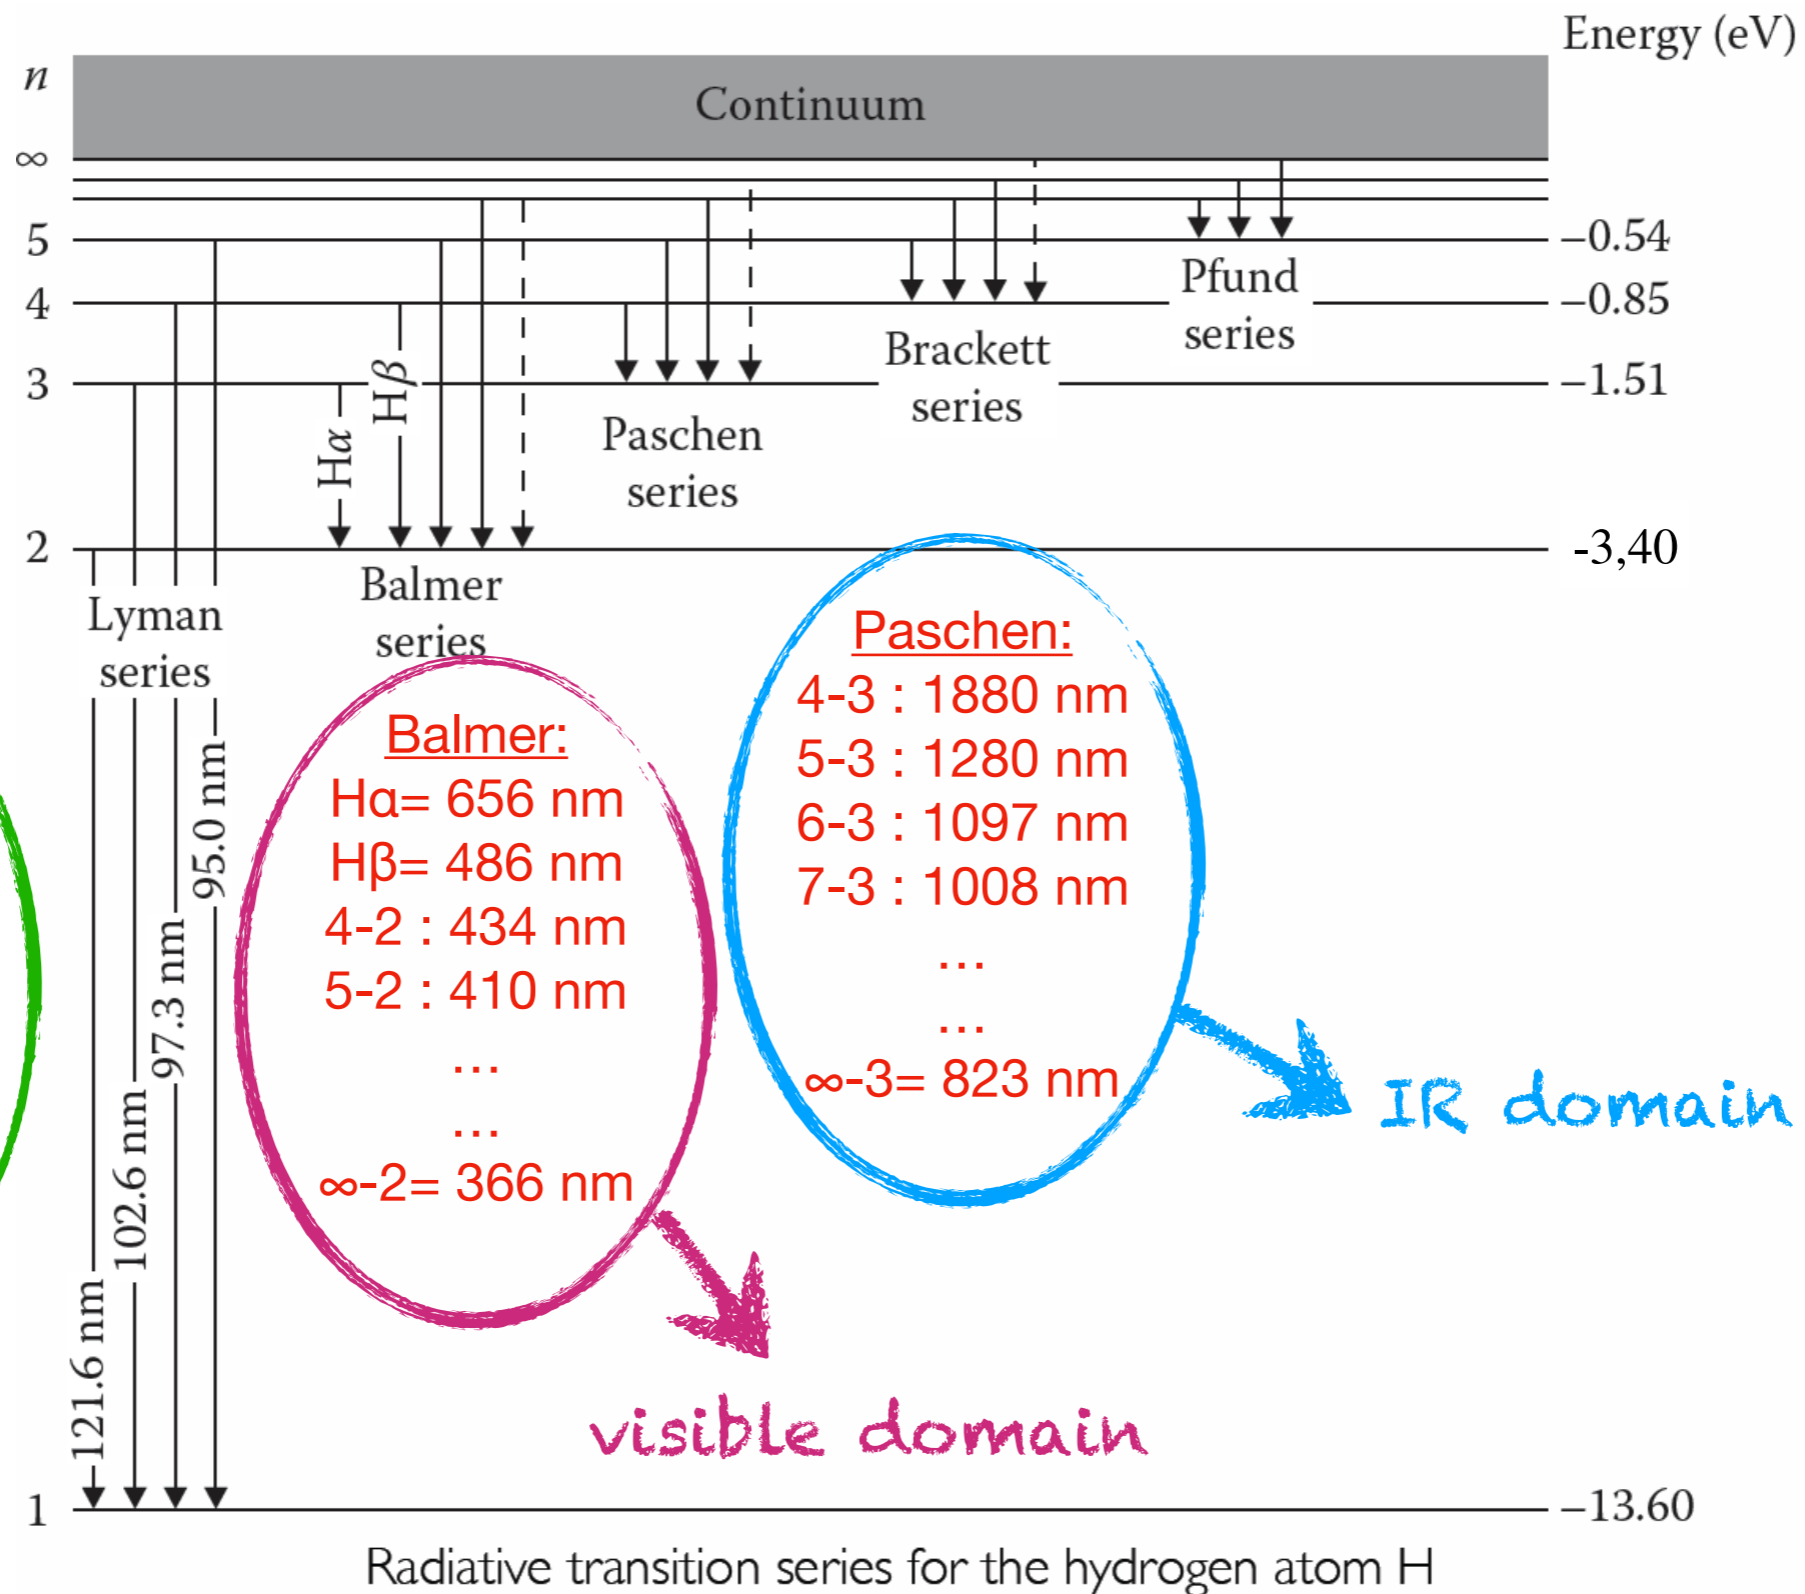 Energy (eV)
n
Continuum
∞
5
–0.54
Pfund
series
4
–0.85
Brackett
series
3
–1.51
Hα
Hβ
Paschen
series
2
-3,40
Lyman
series
Balmer
series
121.6 nm
102.6 nm
97.3 nm
95.0 nm
Balmer:
Hα= 656 nm
Hβ= 486 nm
4-2 : 434 nm
5-2 : 410 nm
...
...
∞-2= 366 nm
visible domain
Paschen:
4-3 : 1880 nm
5-3 : 1280 nm
6-3 : 1097 nm
7-3 : 1008 nm
...
...
∞-3= 823 nm
IR domain
1
–13.60
Radiative transition series for the hydrogen atom H